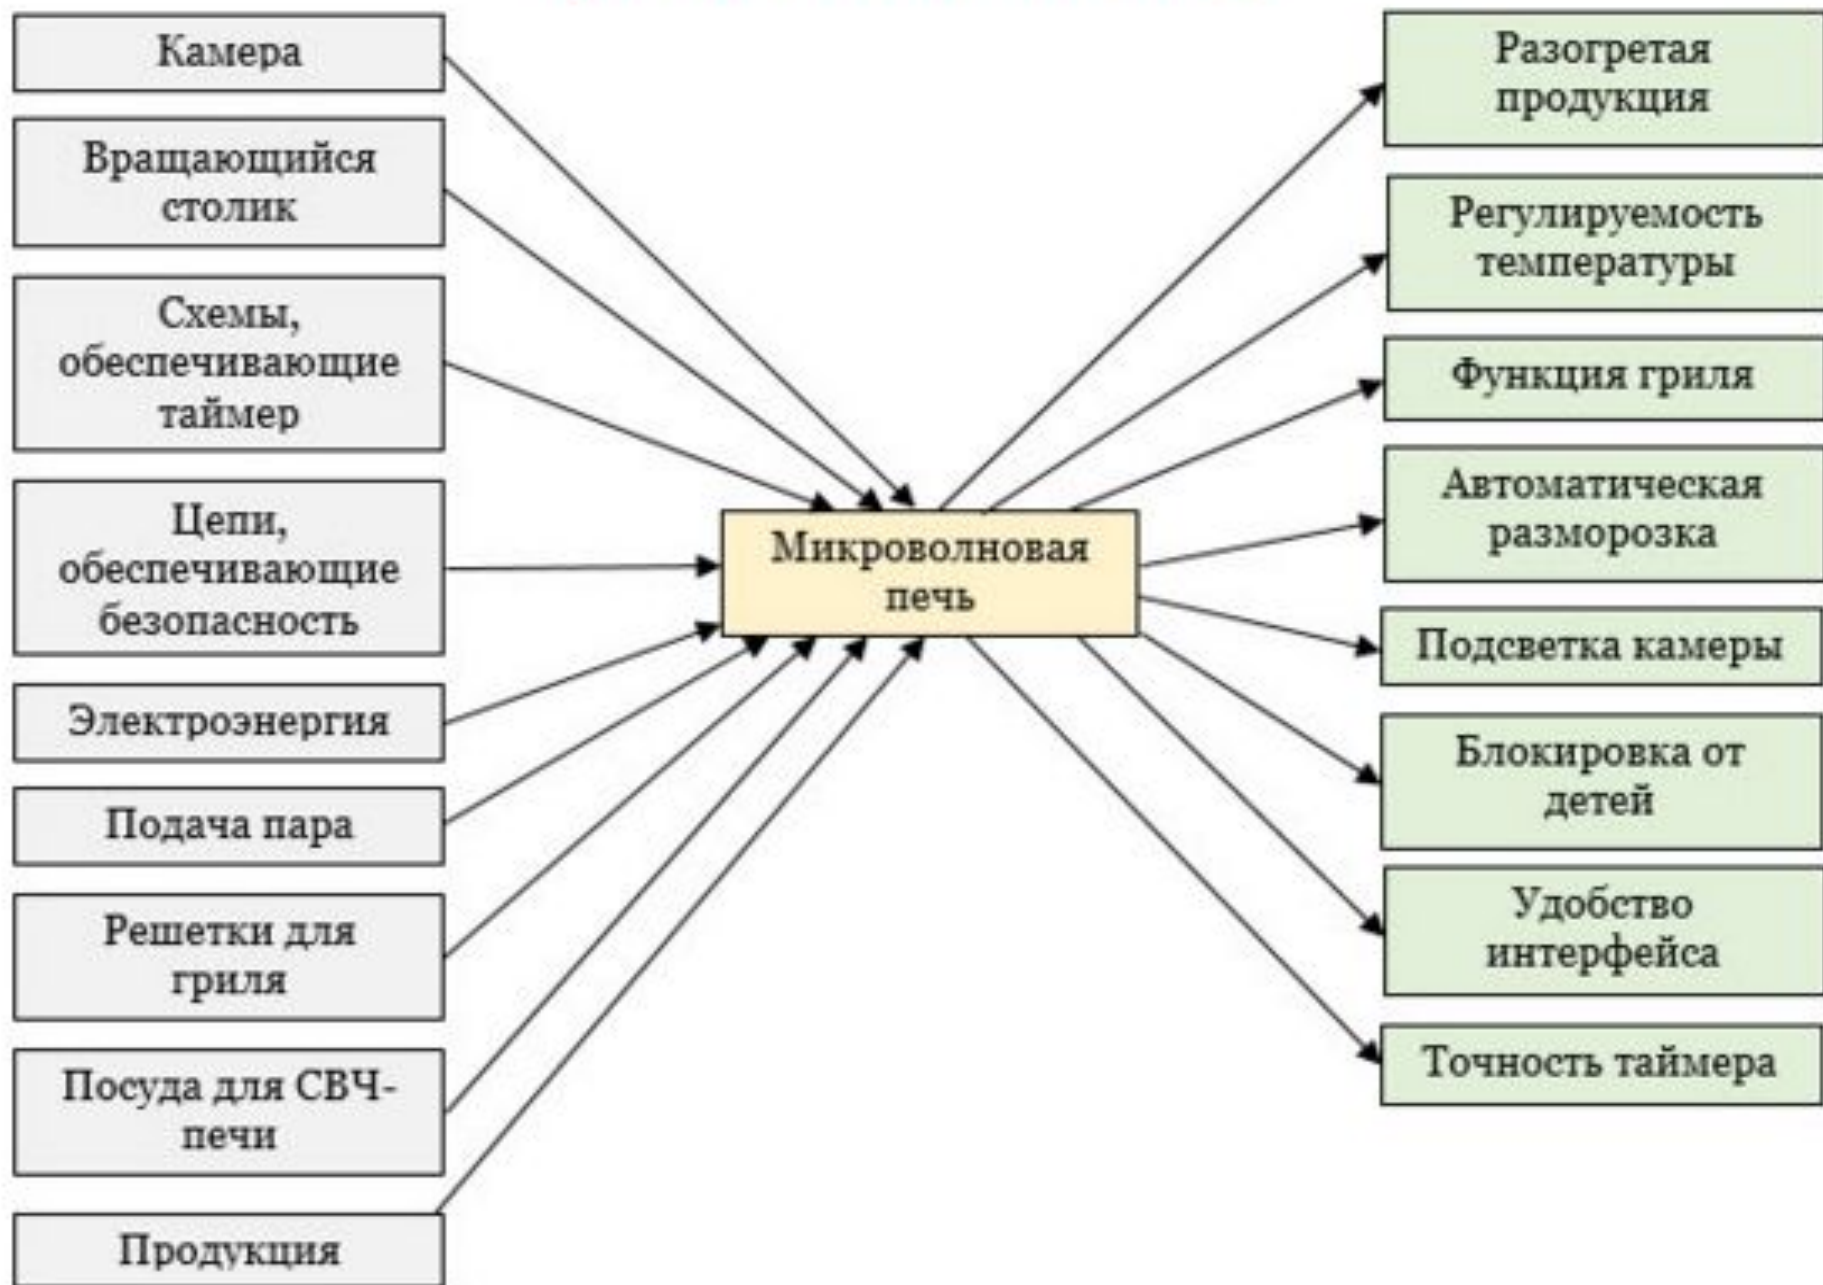 Камера
Вращающийся
столик
Схемы,
обеспечивающие
таймер
Цепи,
обеспечивающие
безопасность
Электроэнергия
Подача пара
Решетки для
гриля
Посуда для СВЧ-
печи
Продукция
Микроволновая
печь
Разогретая
продукция
Регулируемость
температуры
Функция гриля
Автоматическая
разморозка
Подсветка камеры
Блокировка от
детей
Удобство
интерфейса
Точность таймера